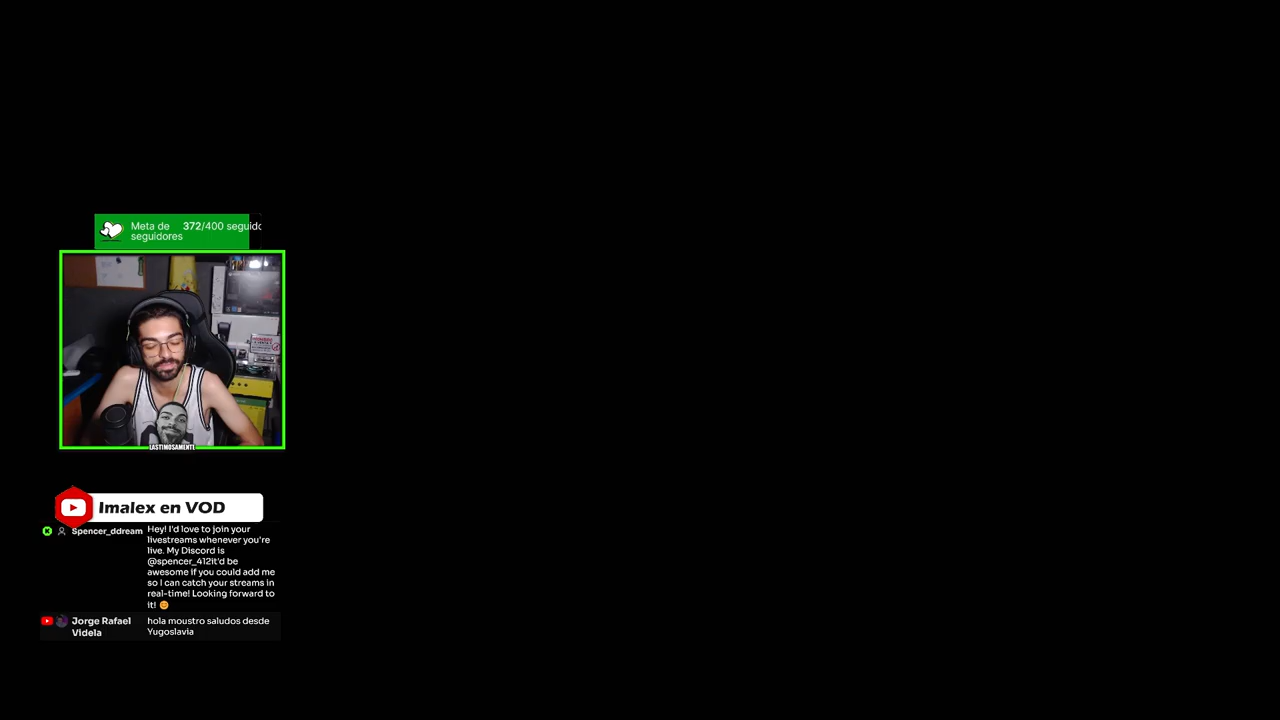 Meta de seguidores
372/400 seguido
LASTIMOSAMENTE
Imalex en VOD
Spencer_ddream
Hey! I'd love to join your
livestreams whenever you're
live. My Discord is
@spencer_412it'd be
awesome if you could add me
so I can catch your streams in
real-time! Looking forward to
it! 😊
Jorge Rafael
Videla
hola moustro saludos desde
Yugoslavia